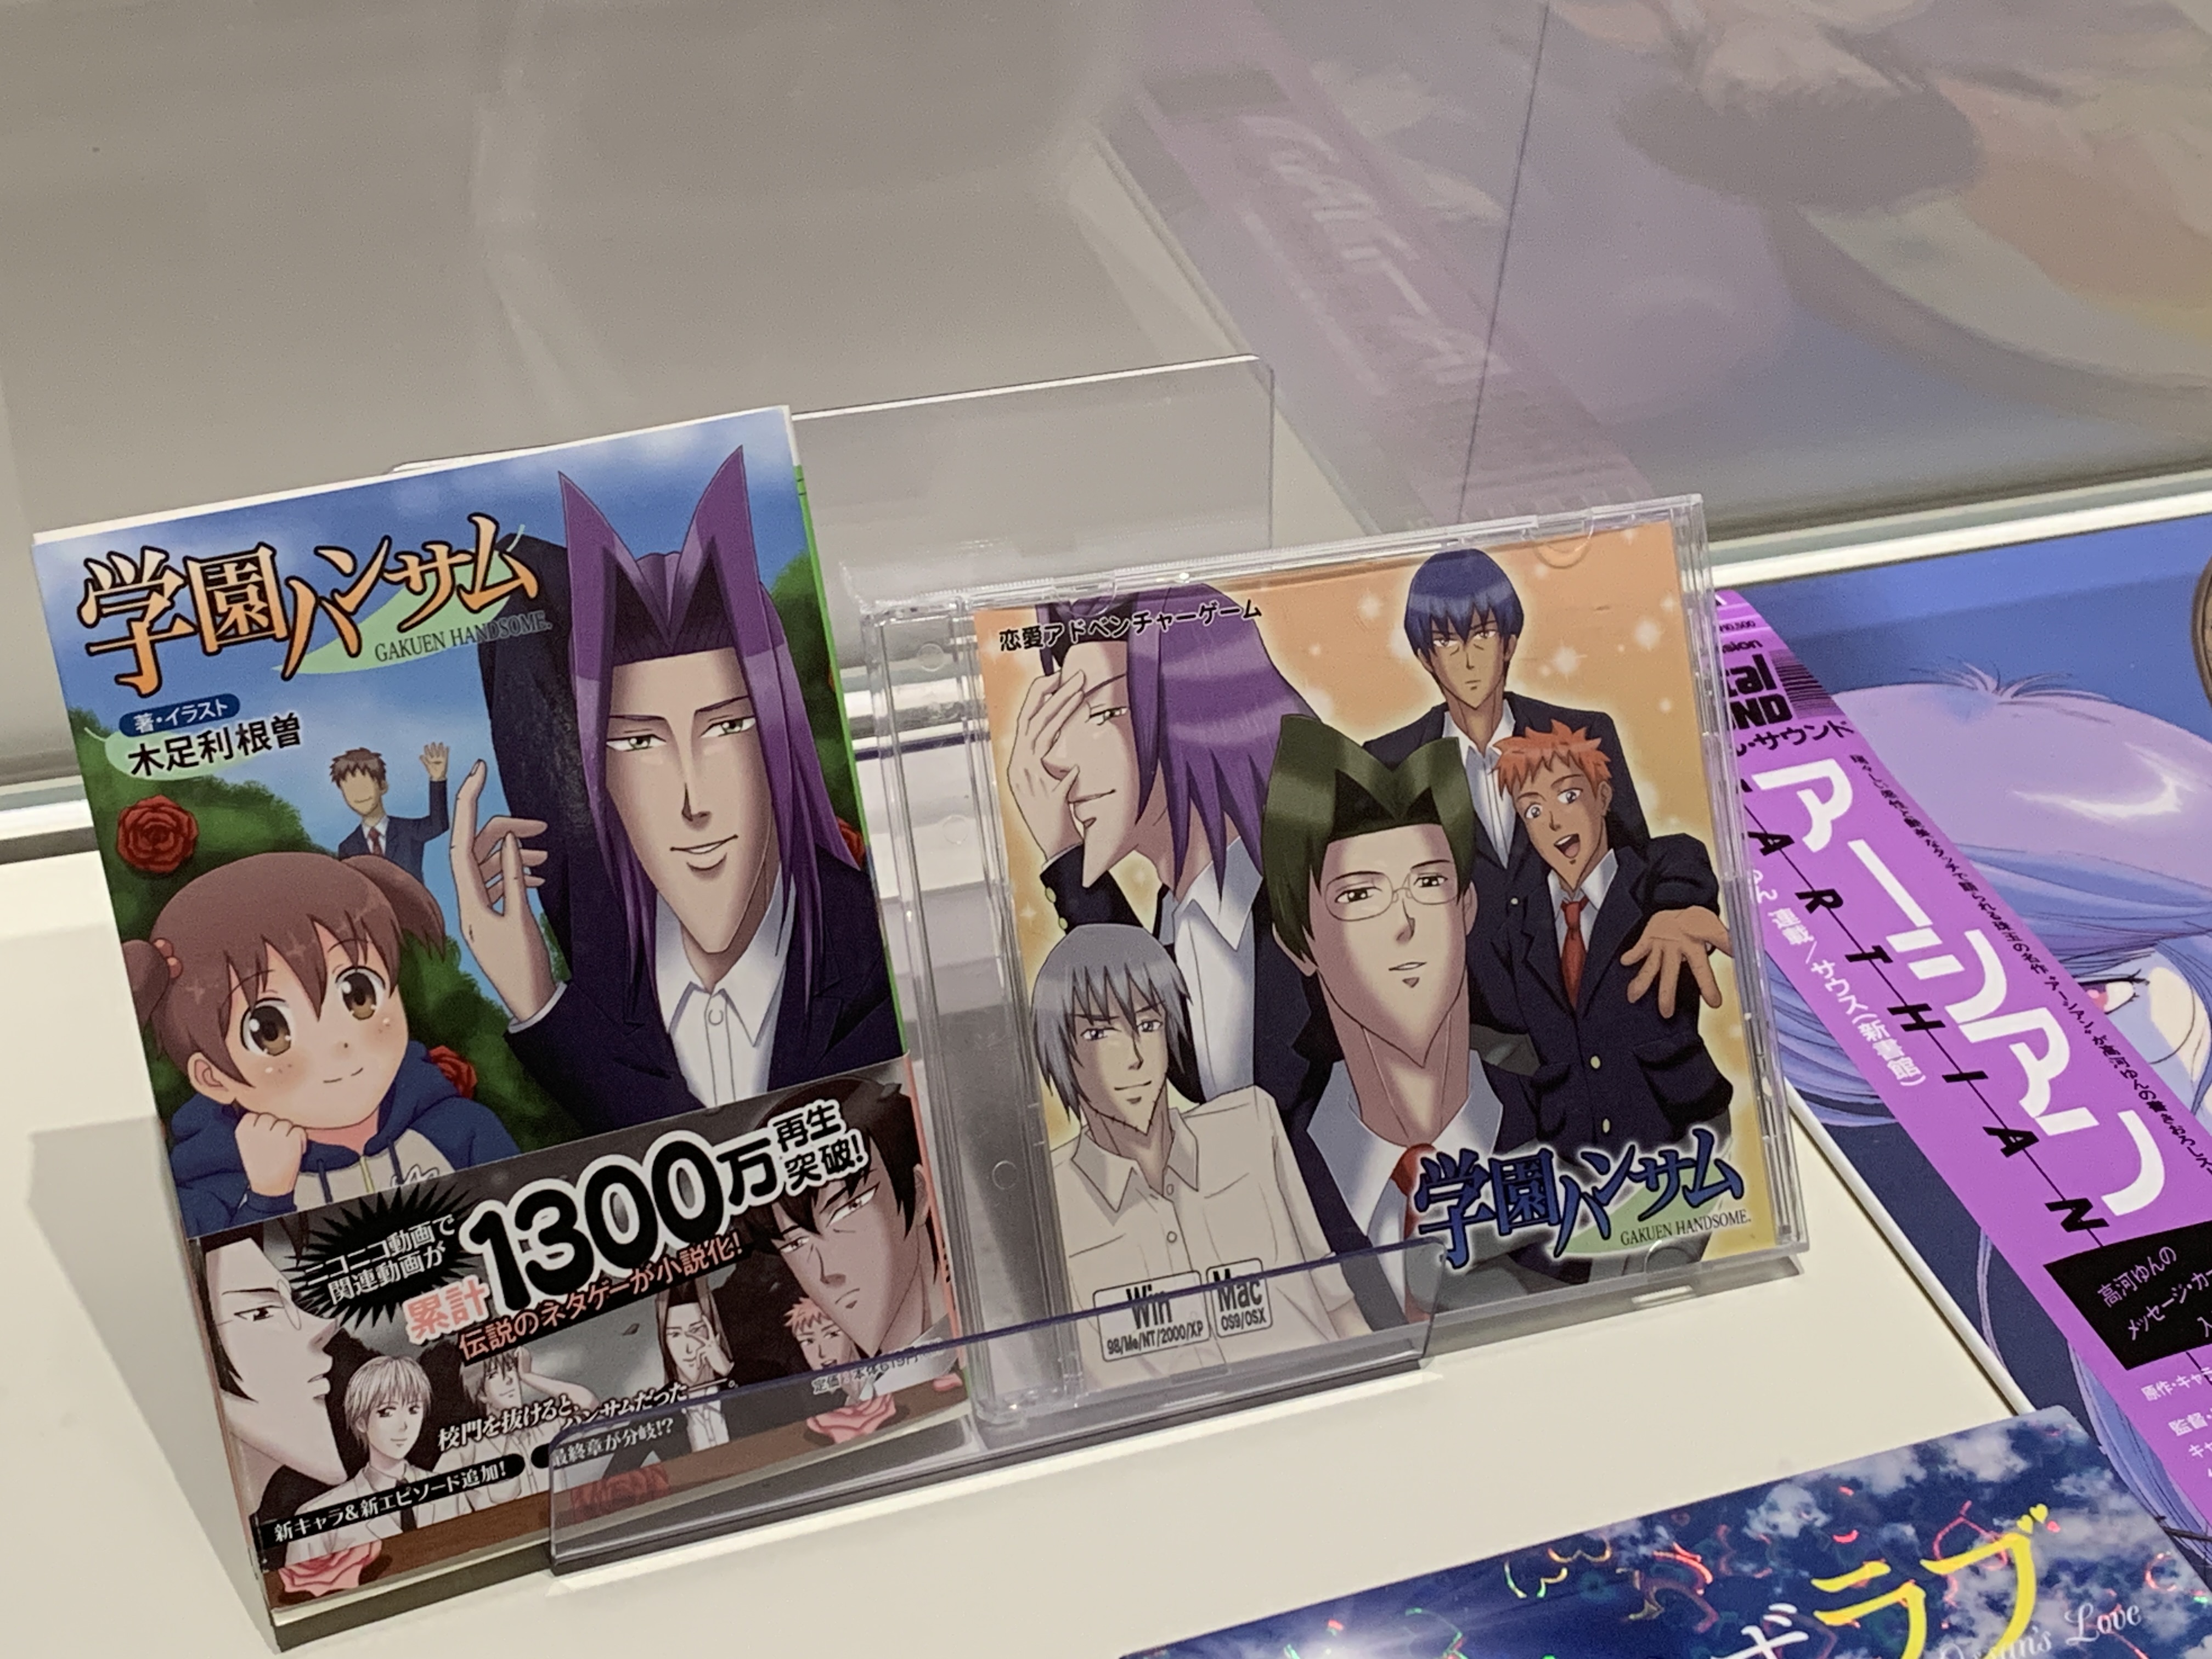 学園ハンサム
GAKUEN HANDSOME.
著・イラスト
木足利根曽
ニコニコ動画で
関連動画が
累計1300万再生突破!
伝説のネタゲーが小説化!
校門を抜けると、ハンサムだった――。
新キャラ&新エピソード追加!
最終章が分岐!?
恋愛アドベンチャーゲーム
学園ハンサム
GAKUEN HANDSOME.
Win
98/Me/NT/2000/XP
Mac
OS9/OSX
サウンド
アーシアン
ARTHIAN
連載/サウス(新書館)
高河ゆんの
メッセージ・カー
ラブ
Love